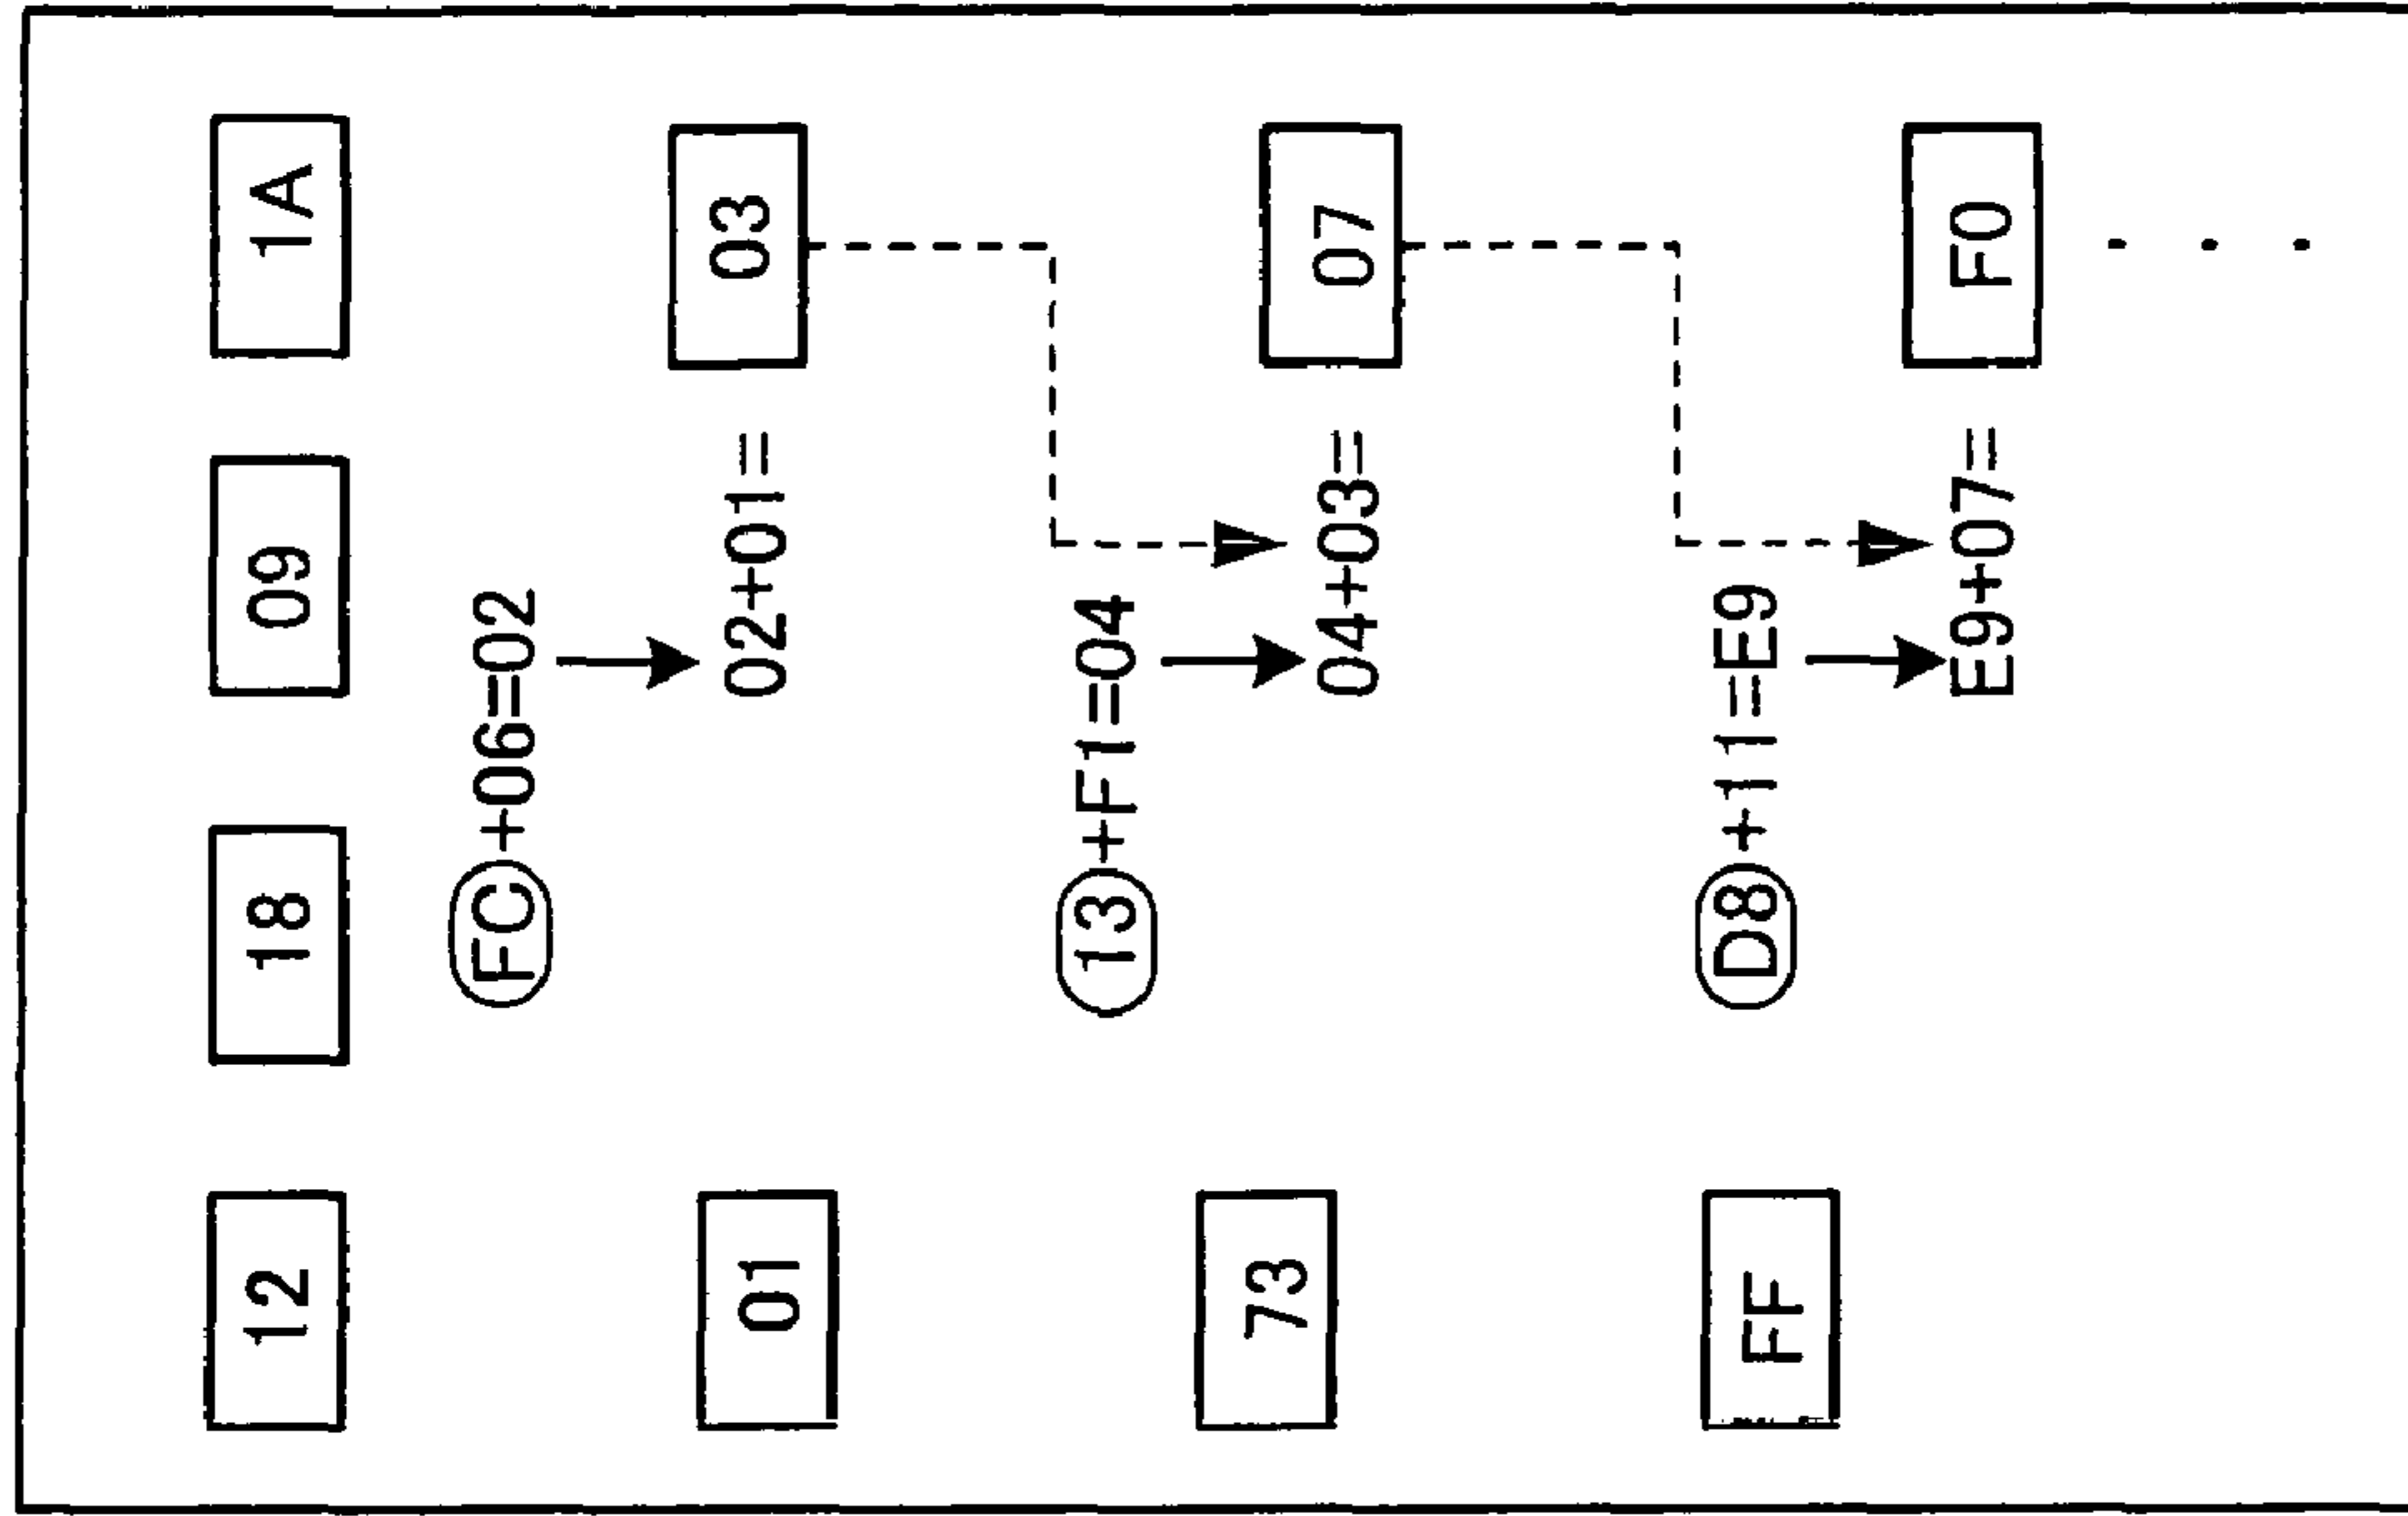 12 18 09 1A
FC+06=02
01 02+01= 03
13+F1=04
73 04+03= 07
FF D8+11=E9
E9+07= F0